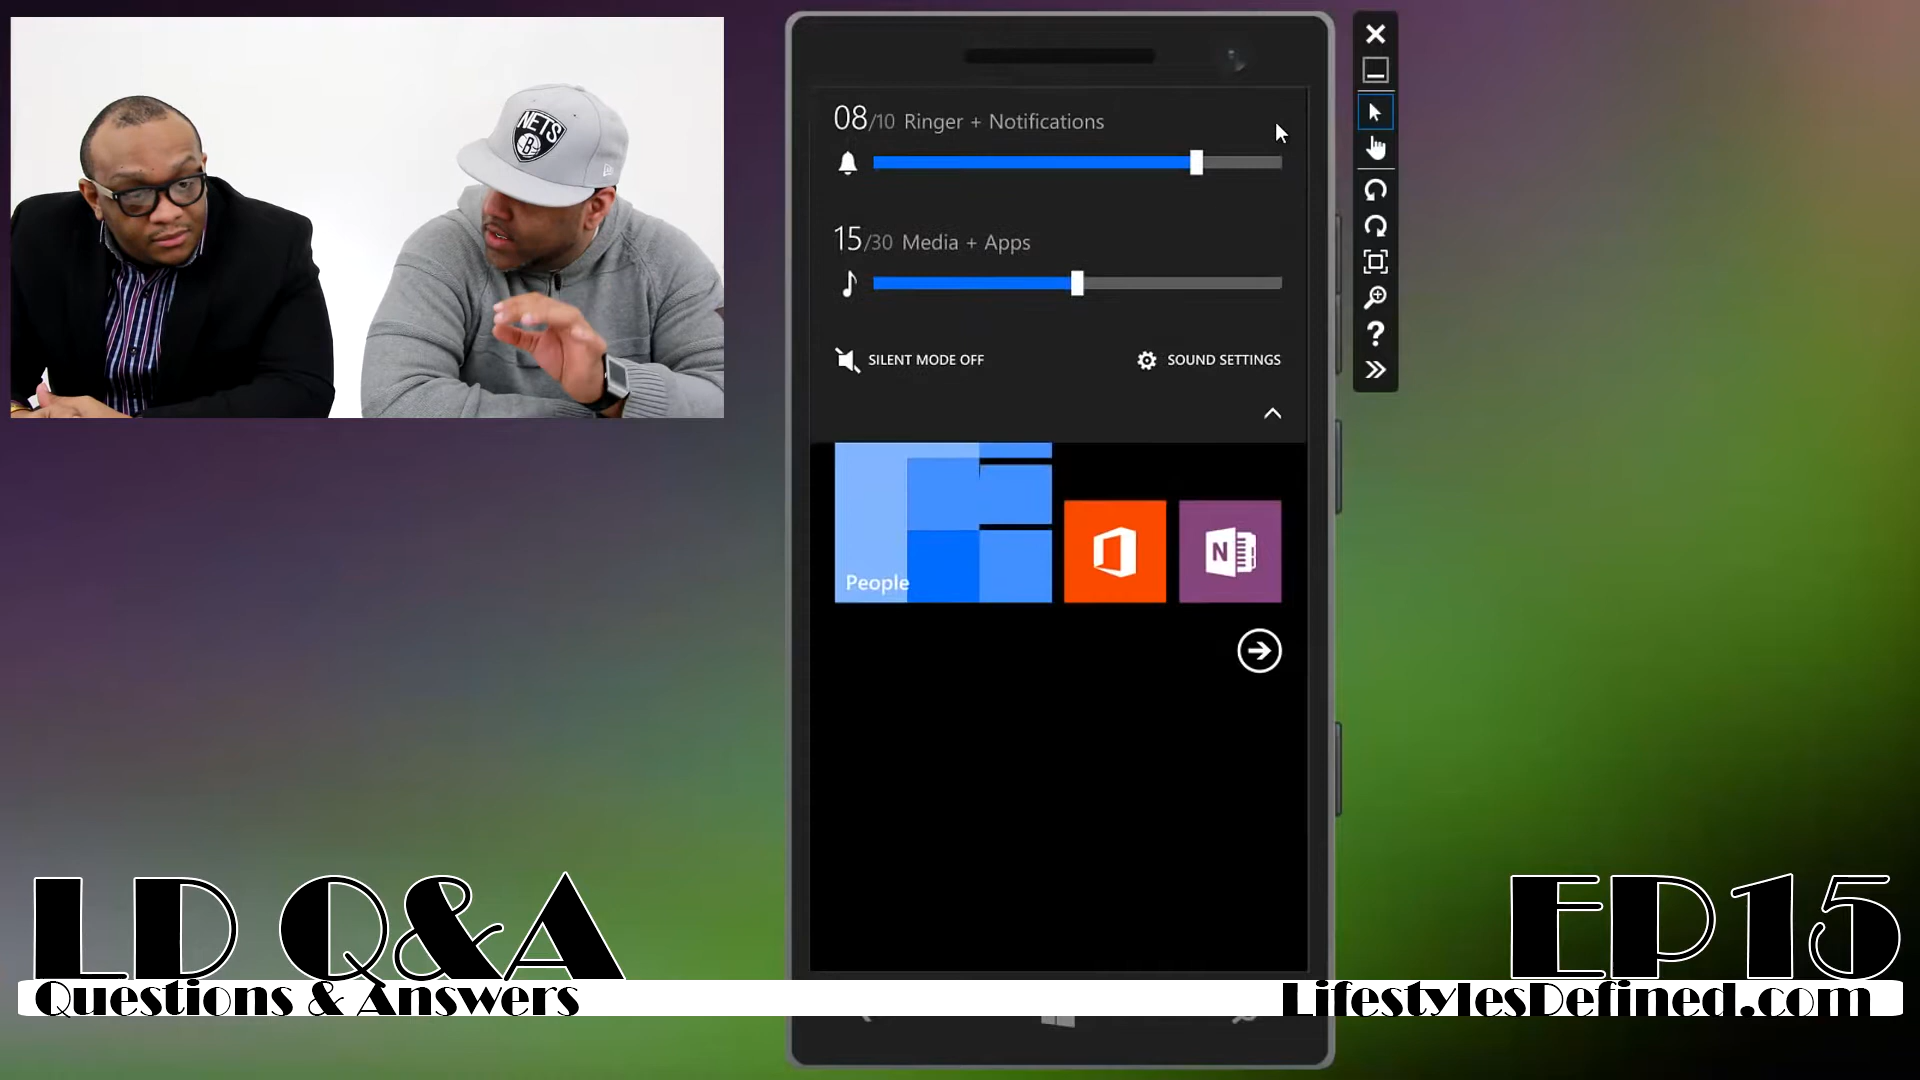 NETS
B
08/10 Ringer + Notifications
15/30 Media + Apps
SILENT MODE OFF
SOUND SETTINGS
People
N
?
LD Q&A
EP15
Questions & Answers
LifestylesDefined.com